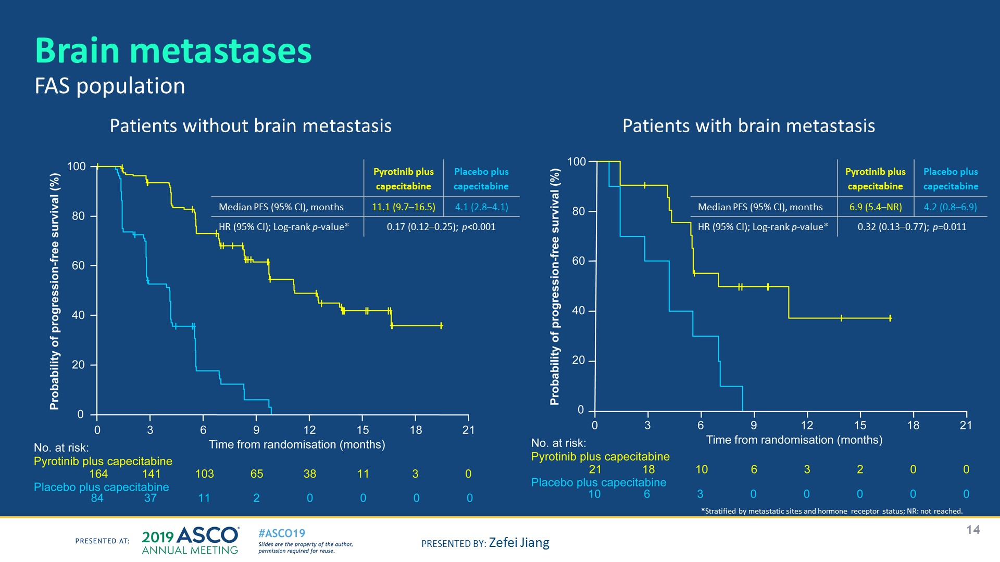 Brain metastases
FAS population
Patients without brain metastasis
Pyrotinib plus capecitabine
Placebo plus capecitabine
Median PFS (95% CI), months 11.1 (9.7–16.5) 4.1 (2.8–4.1)
HR (95% CI); Log-rank p-value* 0.17 (0.12–0.25); p<0.001
Probability of progression-free survival (%)
100
80
60
40
20
0
0 3 6 9 12 15 18 21
Time from randomisation (months)
No. at risk:
Pyrotinib plus capecitabine
164 141 103 65 38 11 3 0
Placebo plus capecitabine
84 37 11 2 0 0 0 0
Patients with brain metastasis
Pyrotinib plus capecitabine
Placebo plus capecitabine
Median PFS (95% CI), months 6.9 (5.4–NR) 4.2 (0.8–6.9)
HR (95% CI); Log-rank p-value* 0.32 (0.13–0.77); p=0.011
Probability of progression-free survival (%)
100
80
60
40
20
0
0 3 6 9 12 15 18 21
Time from randomisation (months)
No. at risk:
Pyrotinib plus capecitabine
21 18 10 6 3 2 0 0
Placebo plus capecitabine
10 6 3 0 0 0 0 0
*Stratified by metastatic sites and hormone receptor status; NR: not reached.
PRESENTED AT:
2019 ASCO®
ANNUAL MEETING
#ASCO19
Slides are the property of the author,
permission required for reuse.
PRESENTED BY: Zefei Jiang
14